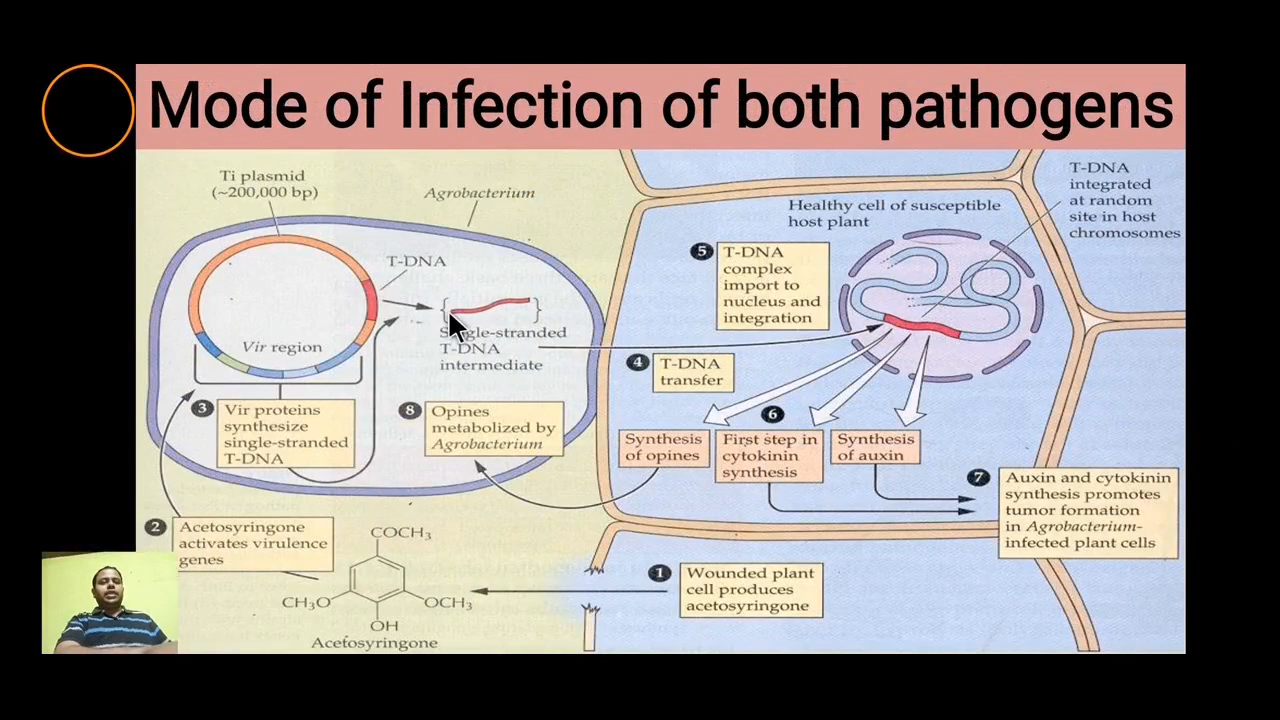 Mode of Infection of both pathogens
Ti plasmid
(~200,000 bp)
Agrobacterium
T-DNA
Single-stranded
T-DNA
intermediate
Vir region
3
Vir proteins
synthesize
single-stranded
T-DNA
8
Opines
metabolized by
Agrobacterium
2
Acetosyringone
activates virulence
genes
COCH₃
CH₃O
OCH₃
OH
Acetosyringone
Healthy cell of susceptible
host plant
T-DNA
integrated
at random
site in host
chromosomes
5
T-DNA
complex
import to
nucleus and
integration
4
T-DNA
transfer
6
Synthesis
of opines
First step in
cytokinin
synthesis
Synthesis
of auxin
7
Auxin and cytokinin
synthesis promotes
tumor formation
in Agrobacterium-
infected plant cells
1
Wounded plant
cell produces
acetosyringone